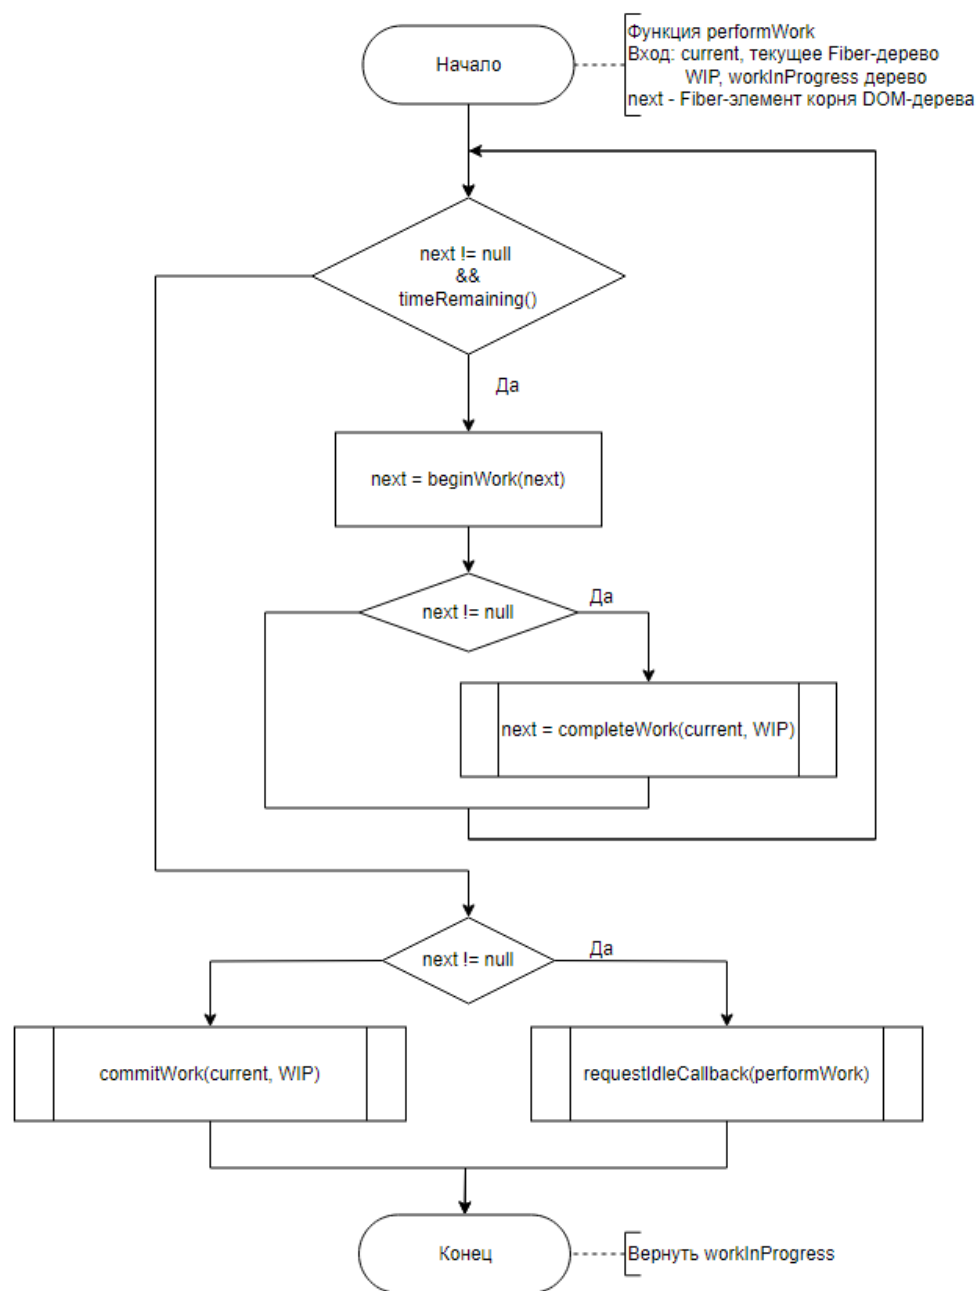 Начало
Функция performWork
Вход: current, текущее Fiber-дерево
WIP, workInProgress дерево
next - Fiber-элемент корня DOM-дерева
next != null
&&
timeRemaining()
Да
next = beginWork(next)
next != null
Да
next = completeWork(current, WIP)
next != null
Да
commitWork(current, WIP)
requestIdleCallback(performWork)
Конец
Вернуть workInProgress